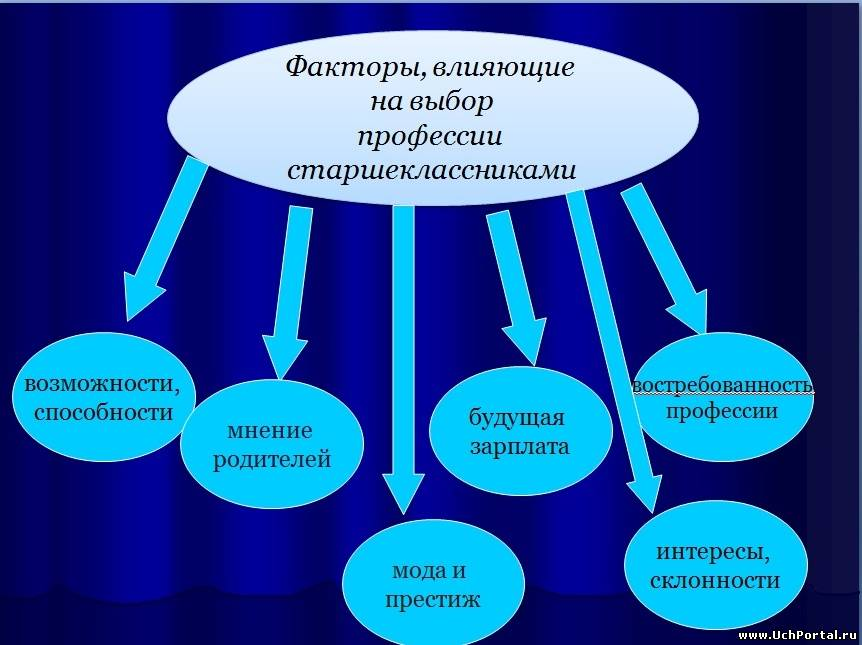 Факторы, влияющие
на выбор
профессии
старшеклассниками
возможности,
способности
мнение
родителей
мода и
престиж
будущая
зарплата
востребованность
профессии
интересы,
склонности
www.UchPortal.ru